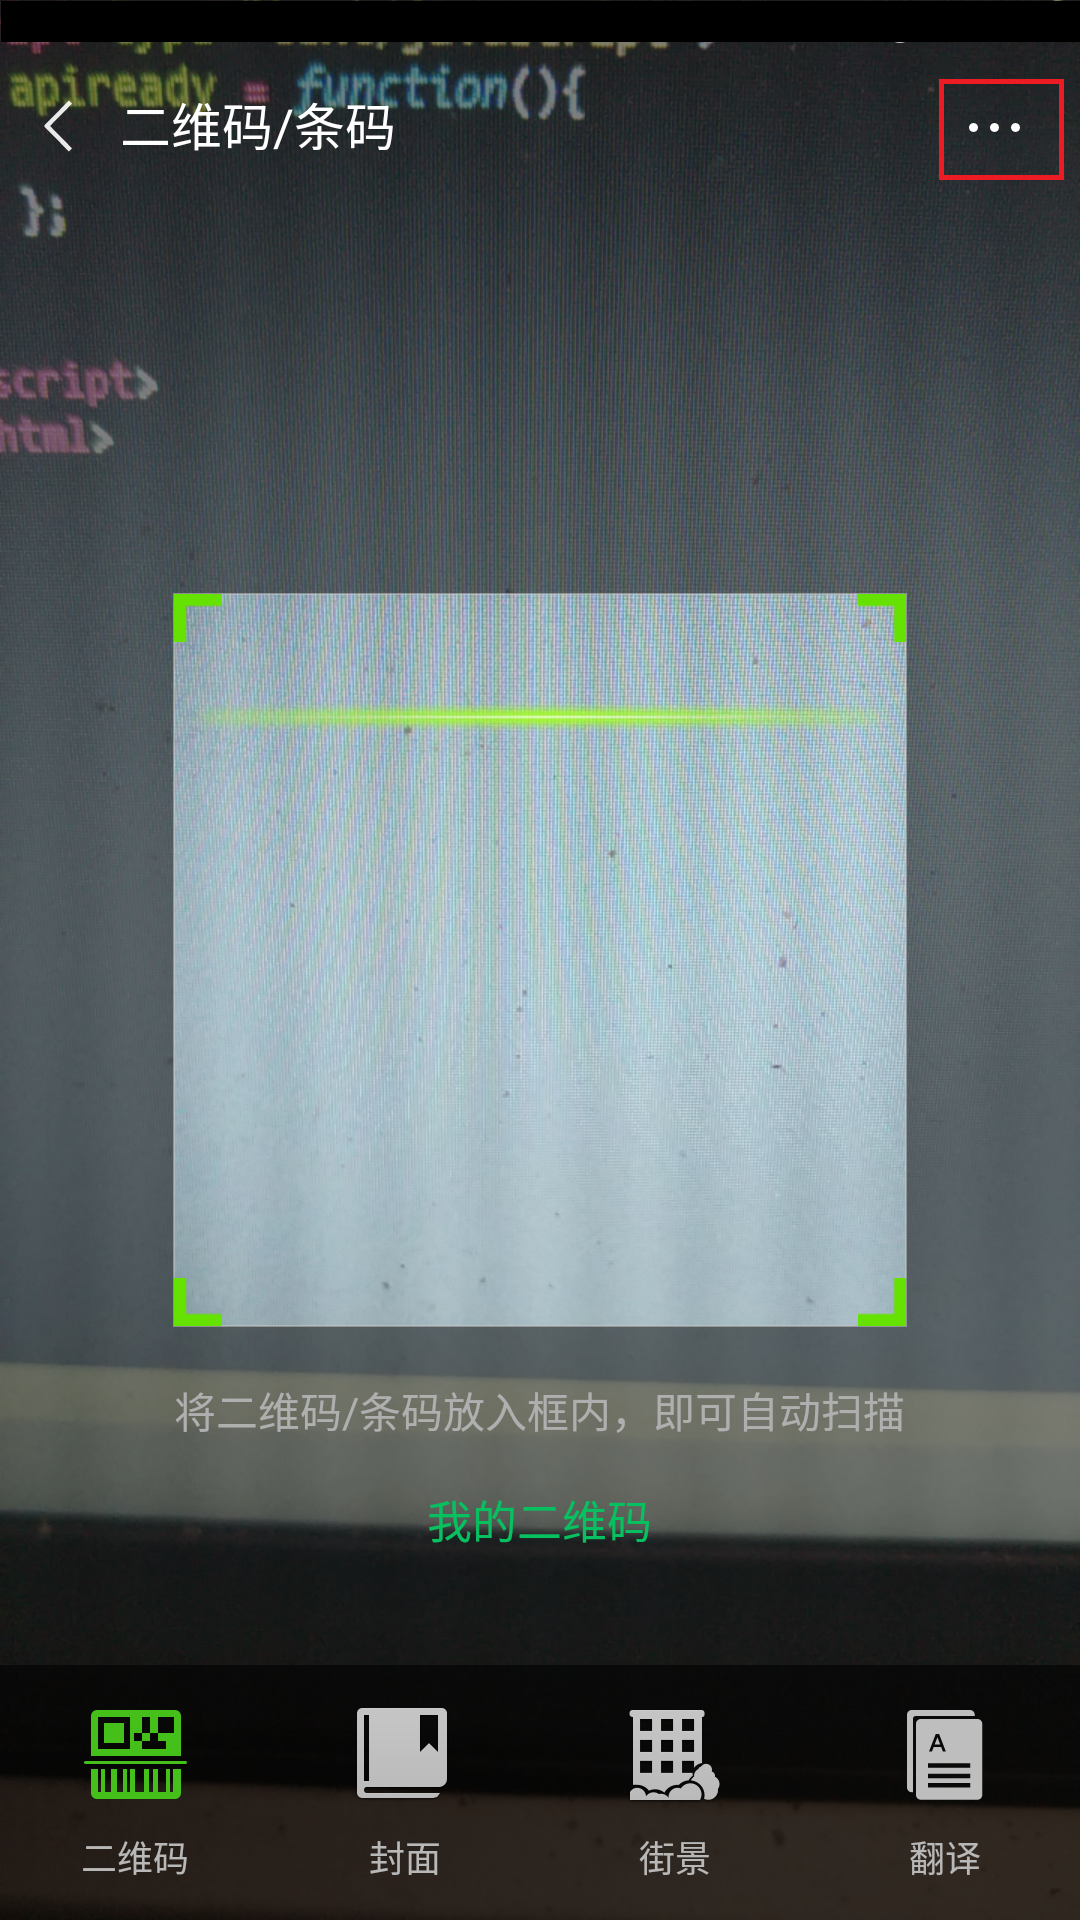 apiready = function(){
二维码/条码
};
script>
html>
将二维码/条码放入框内，即可自动扫描
我的二维码
A
二维码 封面 街景 翻译